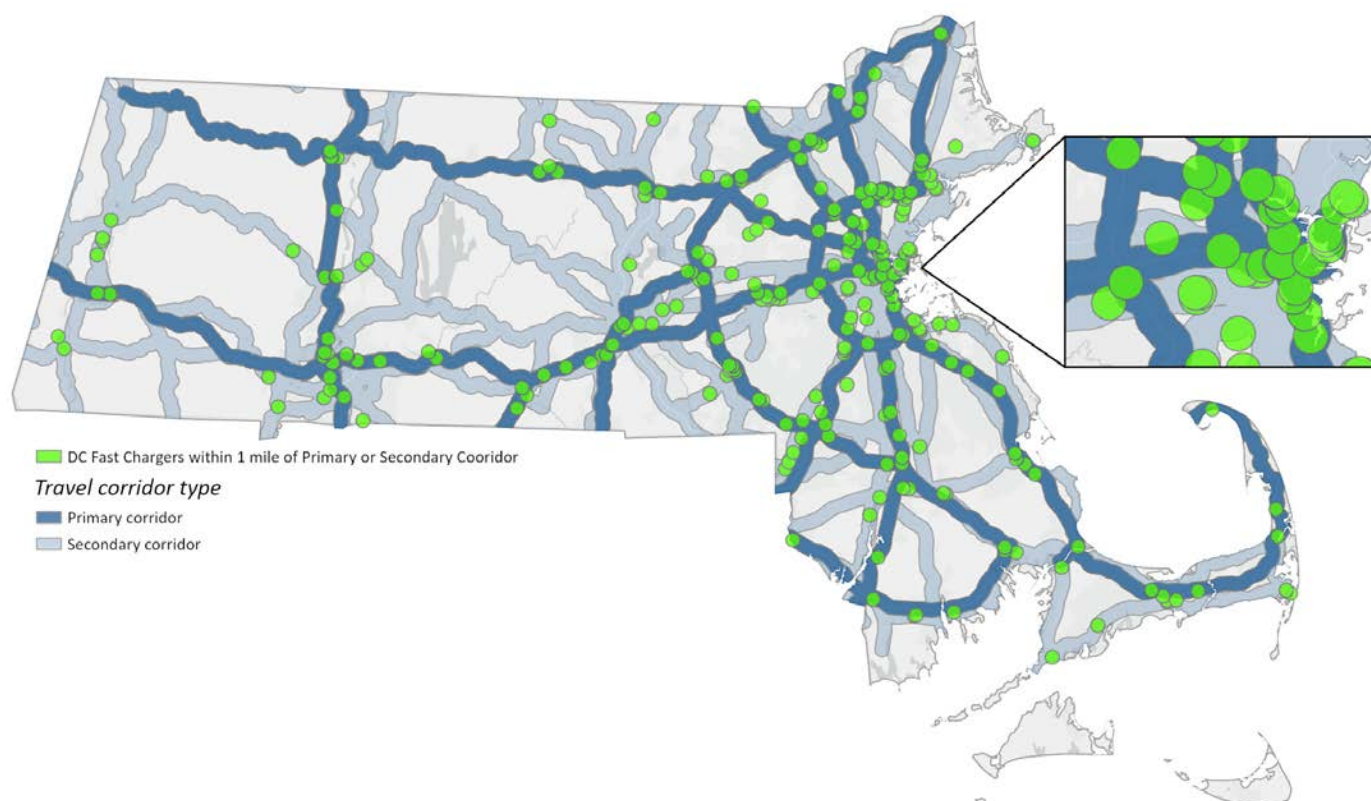 DC Fast Chargers within 1 mile of Primary or Secondary Cooridor
Travel corridor type
Primary corridor
Secondary corridor